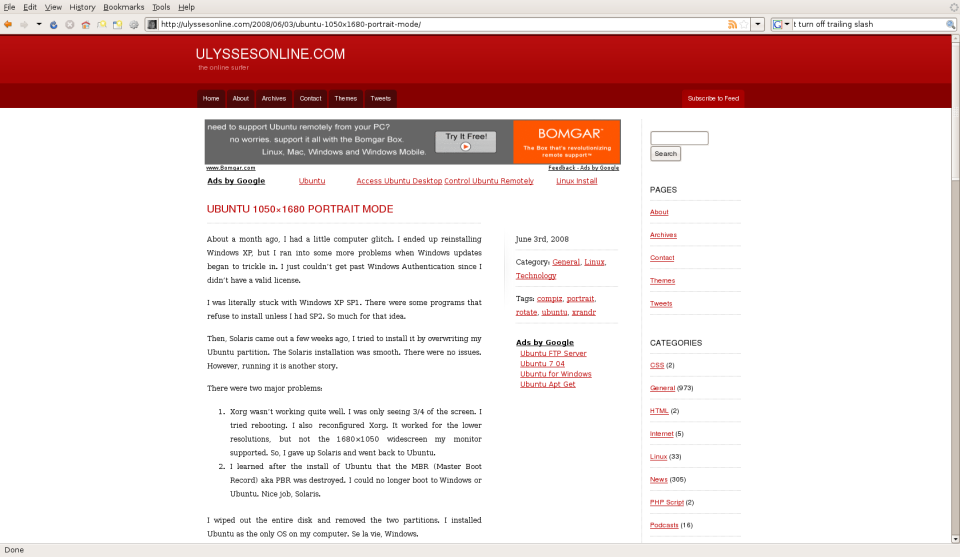 File Edit View History Bookmarks Tools Help
http://ulyssesonline.com/2008/06/03/ubuntu-1050×1680-portrait-mode/
t turn off trailing slash
ULYSSESONLINE.COM
the online surfer
Home About Archives Contact Themes Tweets
Subscribe to Feed
need to support Ubuntu remotely from your PC?
no worries. support it all with the Bomgar Box.
Linux, Mac, Windows and Windows Mobile.
Try It Free!
BOMGAR™
The Box that's revolutionizing
remote support™
www.Bomgar.com
Feedback - Ads by Google
Ads by Google Ubuntu Access Ubuntu Desktop Control Ubuntu Remotely Linux Install
UBUNTU 1050×1680 PORTRAIT MODE
About a month ago, I had a little computer glitch. I ended up reinstalling
Windows XP, but I ran into some more problems when Windows updates
began to trickle in. I just couldn't get past Windows Authentication since I
didn't have a valid license.
I was literally stuck with Windows XP SP1. There were some programs that
refuse to install unless I had SP2. So much for that idea.
Then, Solaris came out a few weeks ago, I tried to install it by overwriting my
Ubuntu partition. The Solaris installation was smooth. There were no issues.
However, running it is another story.
There were two major problems:
1. Xorg wasn't working quite well. I was only seeing 3/4 of the screen. I
tried rebooting. I also reconfigured Xorg. It worked for the lower
resolutions, but not the 1680×1050 widescreen my monitor
supported. So, I gave up Solaris and went back to Ubuntu.
2. I learned after the install of Ubuntu that the MBR (Master Boot
Record) aka PBR was destroyed. I could no longer boot to Windows or
Ubuntu. Nice job, Solaris.
I wiped out the entire disk and removed the two partitions. I installed
Ubuntu as the only OS on my computer. Se la vie, Windows.
June 3rd, 2008
Category: General, Linux,
Technology
Tags: compiz, portrait,
rotate, ubuntu, xrandr
Ads by Google
Ubuntu FTP Server
Ubuntu 7 04
Ubuntu for Windows
Ubuntu Apt Get
Search
PAGES
About
Archives
Contact
Themes
Tweets
CATEGORIES
CSS (2)
General (973)
HTML (2)
Internet (5)
Linux (33)
News (305)
PHP Script (2)
Podcasts (16)
Done